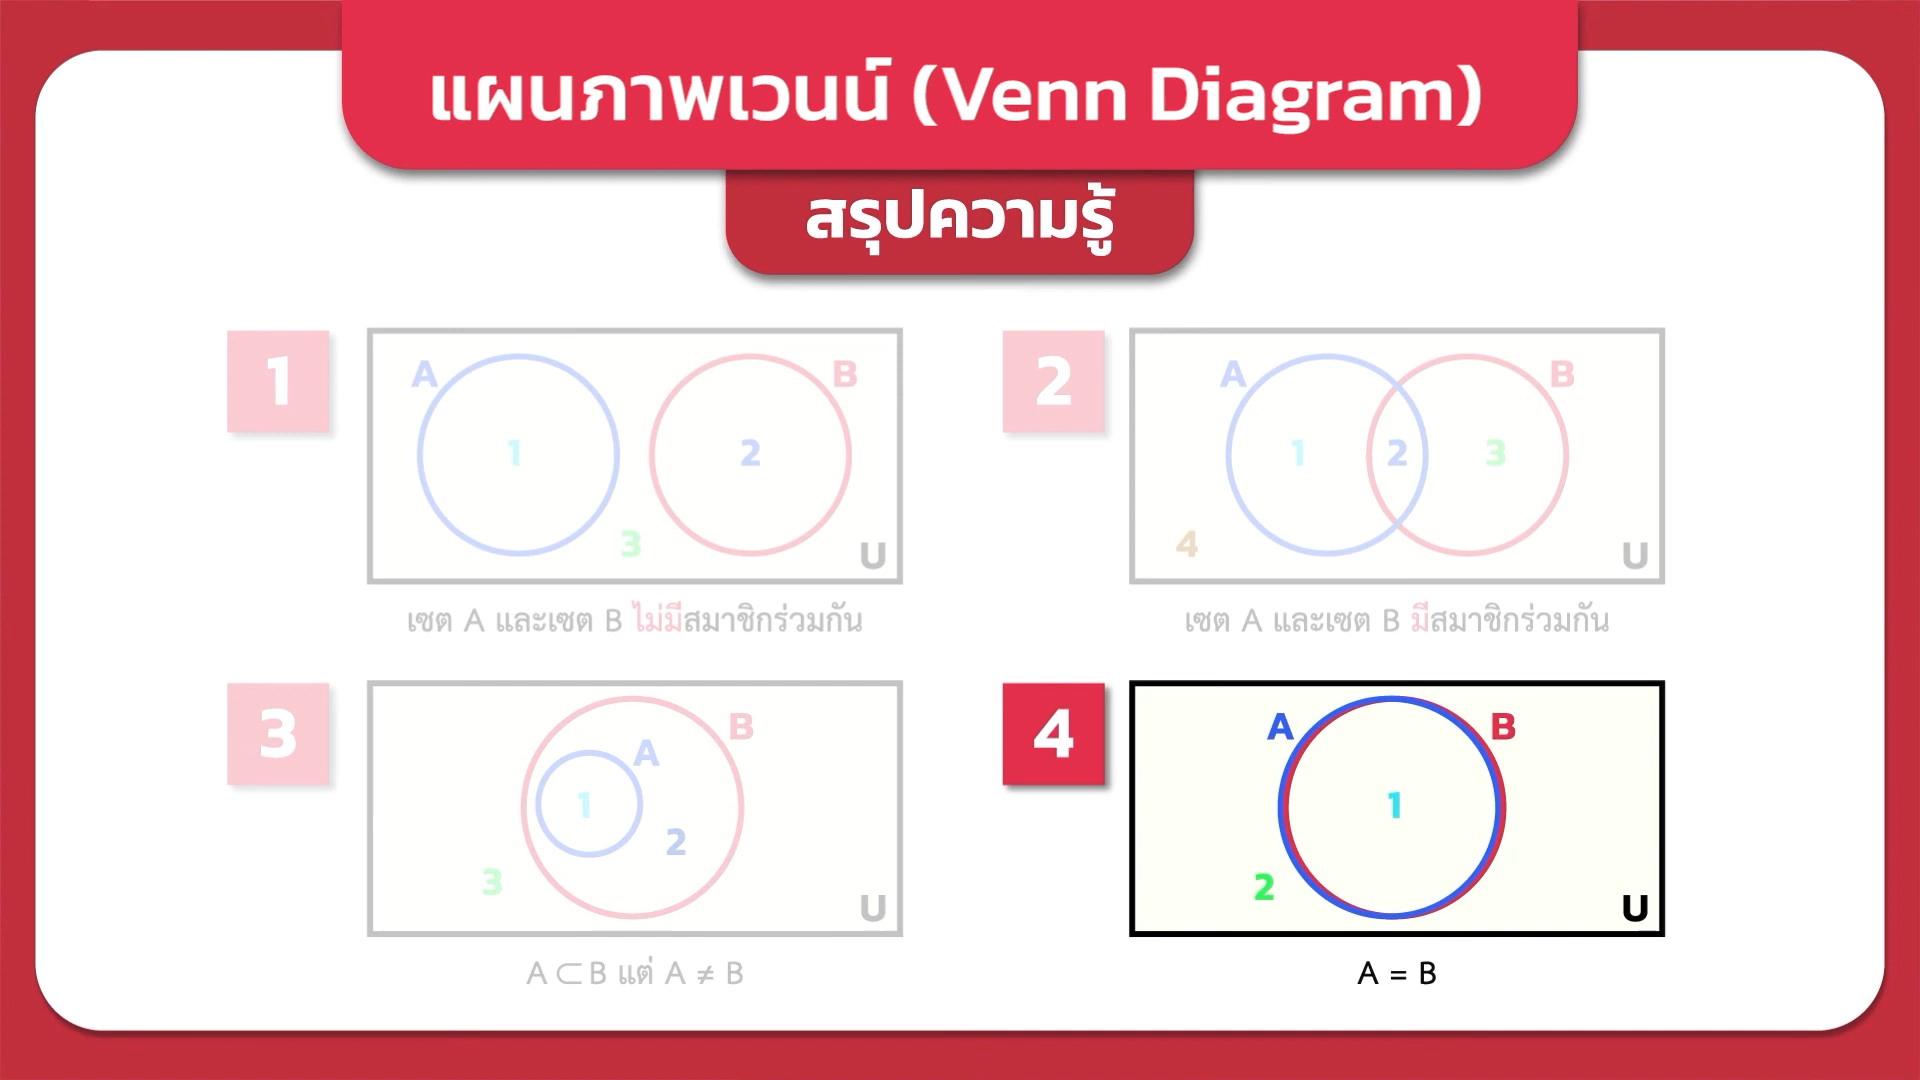 แผนภาพเวนน์ (Venn Diagram)
สรุปความรู้
1
A
B
1
2
3
U
เซต A และเซต B ไม่มีสมาชิกร่วมกัน
2
A
B
1
2
3
4
U
เซต A และเซต B มีสมาชิกร่วมกัน
3
B
A
1
2
3
U
A ⊂ B แต่ A ≠ B
4
A
B
1
2
U
A = B